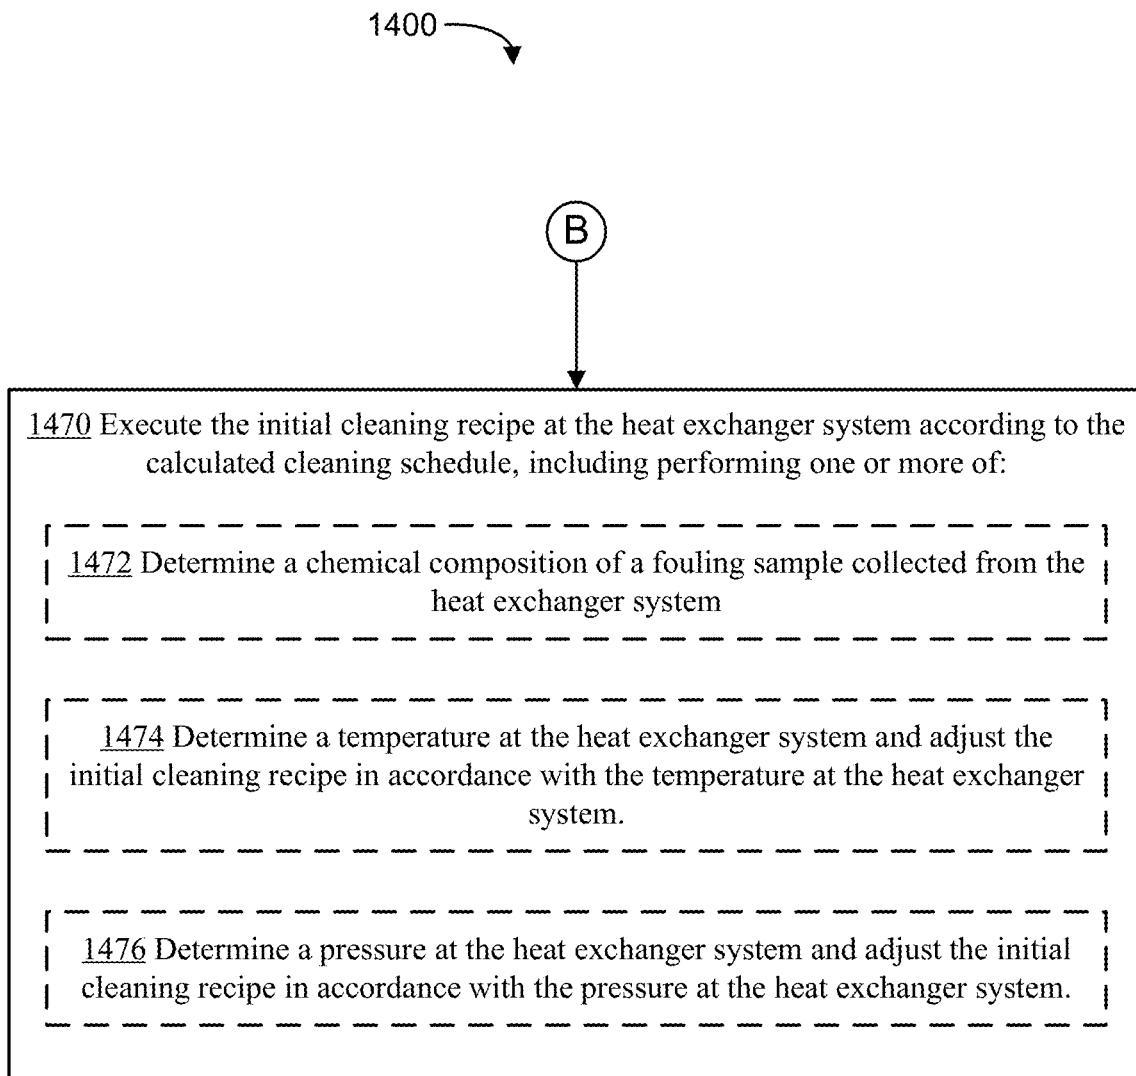 1400
B
1470 Execute the initial cleaning recipe at the heat exchanger system according to the
calculated cleaning schedule, including performing one or more of:
1472 Determine a chemical composition of a fouling sample collected from the
heat exchanger system
1474 Determine a temperature at the heat exchanger system and adjust the
initial cleaning recipe in accordance with the temperature at the heat exchanger
system.
1476 Determine a pressure at the heat exchanger system and adjust the initial
cleaning recipe in accordance with the pressure at the heat exchanger system.